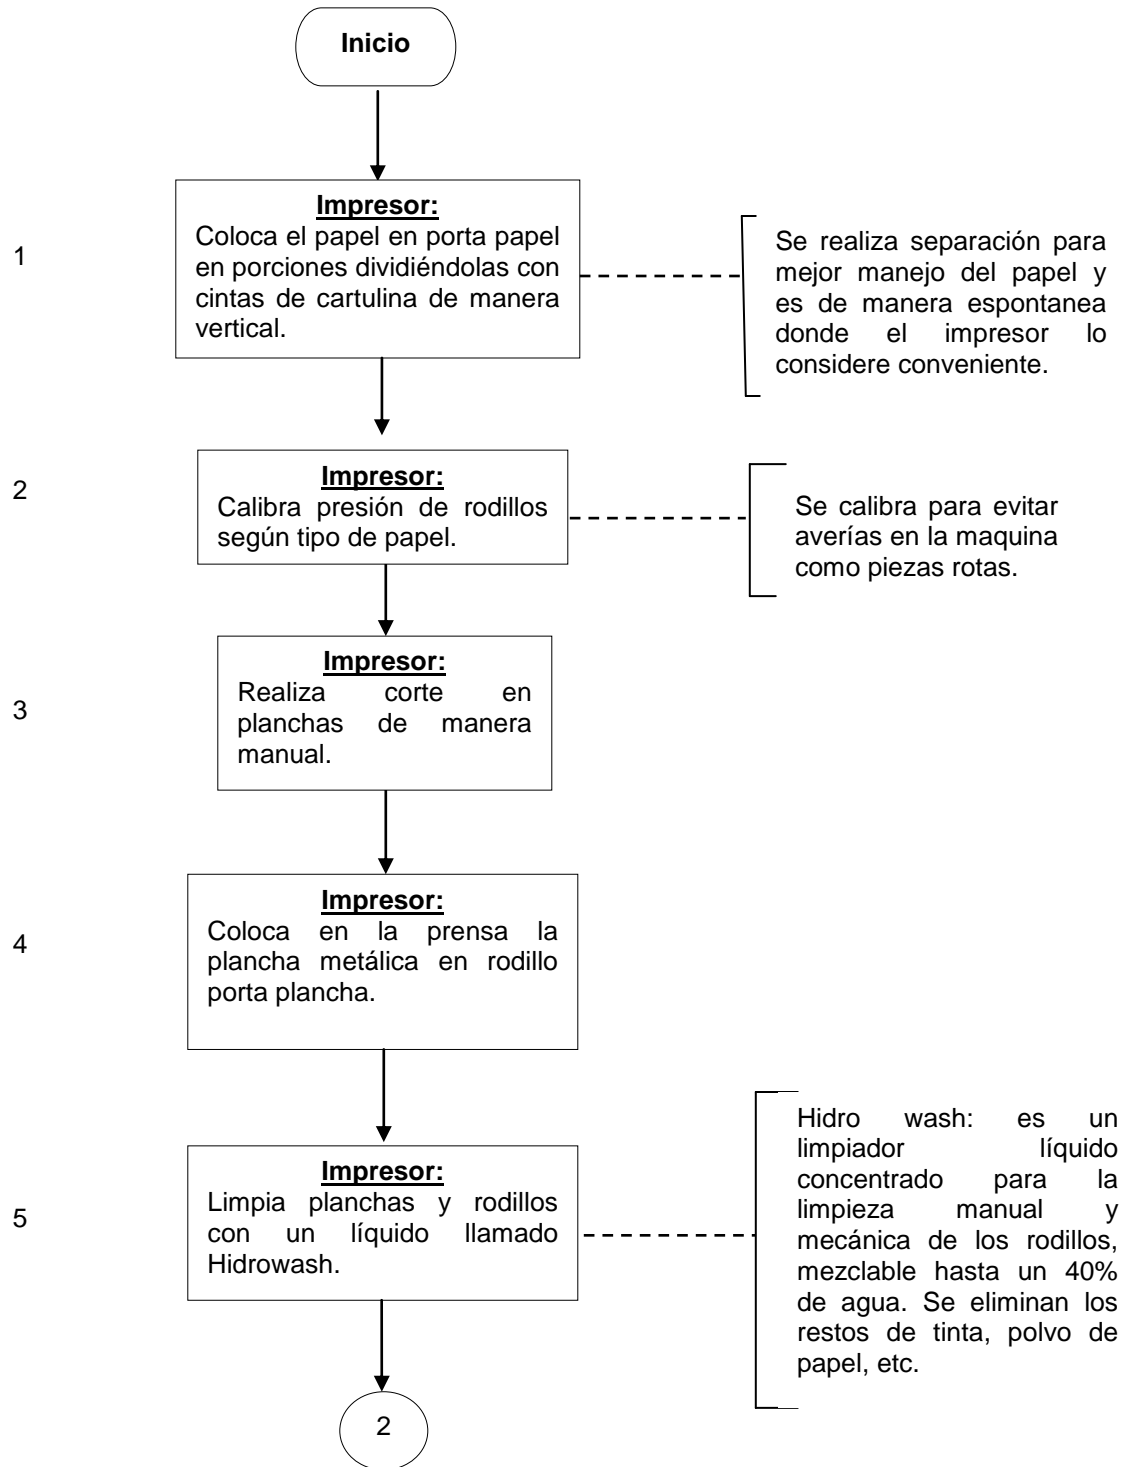 Inicio
1
Impresor:
Coloca el papel en porta papel
en porciones dividiéndolas con
cintas de cartulina de manera
vertical.
Se realiza separación para
mejor manejo del papel y
es de manera espontanea
donde el impresor lo
considere conveniente.
2
Impresor:
Calibra presión de rodillos
según tipo de papel.
Se calibra para evitar
averías en la maquina
como piezas rotas.
3
Impresor:
Realiza corte en
planchas de manera
manual.
4
Impresor:
Coloca en la prensa la
plancha metálica en rodillo
porta plancha.
5
Impresor:
Limpia planchas y rodillos
con un líquido llamado
Hidrowash.
Hidro wash: es un
limpiador líquido
concentrado para la
limpieza manual y
mecánica de los rodillos,
mezclable hasta un 40%
de agua. Se eliminan los
restos de tinta, polvo de
papel, etc.
2